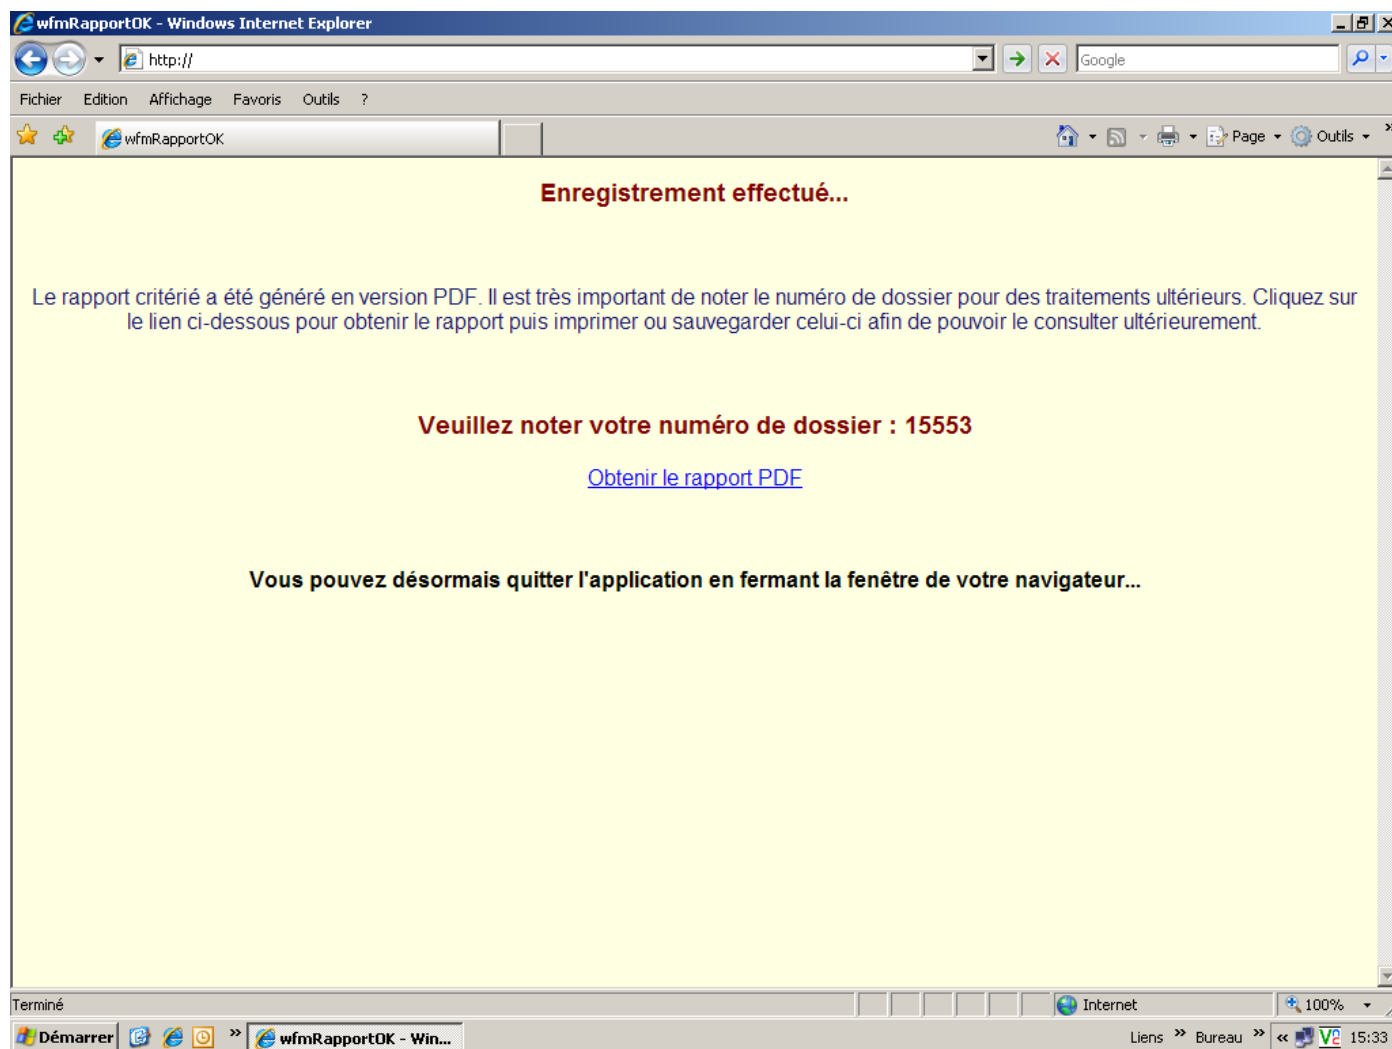 wfmRapportOK - Windows Internet Explorer
http://
Google
Fichier Edition Affichage Favoris Outils ?
wfmRapportOK
Page Outils »
Enregistrement effectué...
Le rapport critérié a été généré en version PDF. Il est très important de noter le numéro de dossier pour des traitements ultérieurs. Cliquez sur
le lien ci-dessous pour obtenir le rapport puis imprimer ou sauvegarder celui-ci afin de pouvoir le consulter ultérieurement.
Veuillez noter votre numéro de dossier : 15553
Obtenir le rapport PDF
Vous pouvez désormais quitter l'application en fermant la fenêtre de votre navigateur...
Terminé Internet 100%
Démarrer » wfmRapportOK - Win... Liens » Bureau » « 15:33